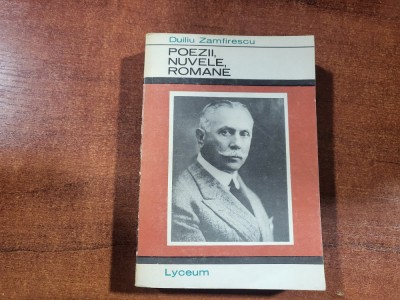 Duiliu Zamfirescu
POEZII,
NUVELE,
ROMANE
Lyceum